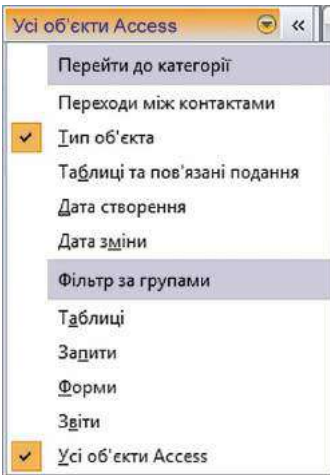 Усі об'єкти Access «
Перейти до категорії
Переходи між контактами
Тип об'єкта
Таблиці та пов'язані подання
Дата створення
Дата зміни
Фільтр за групами
Таблиці
Запити
Форми
Звіти
Усі об'єкти Access